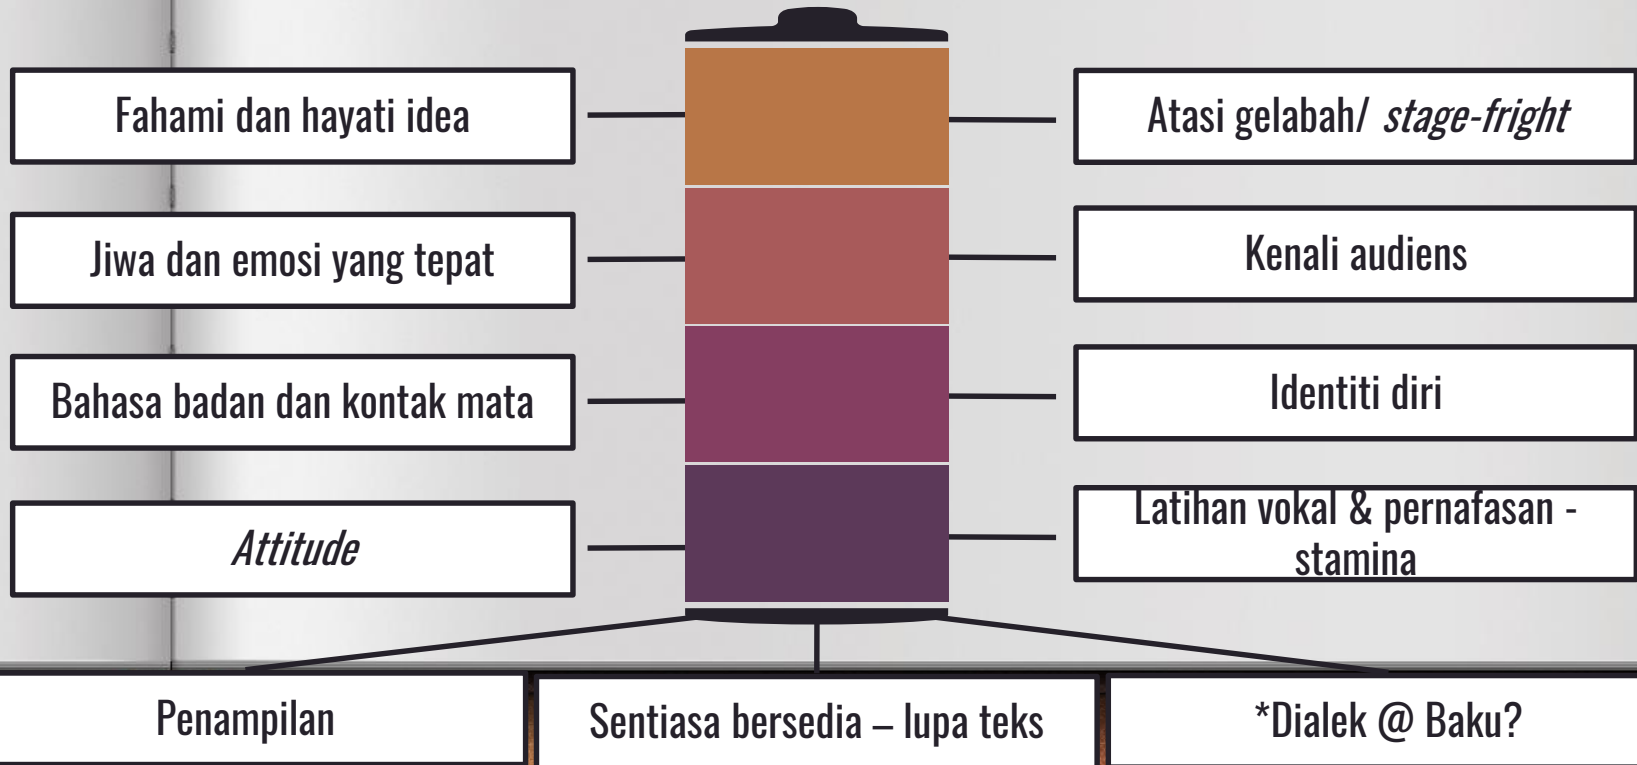 Fahami dan hayati idea
Atasi gelabah/ stage-fright
Jiwa dan emosi yang tepat
Kenali audiens
Bahasa badan dan kontak mata
Identiti diri
Attitude
Latihan vokal & pernafasan -
stamina
Penampilan
Sentiasa bersedia – lupa teks
*Dialek @ Baku?